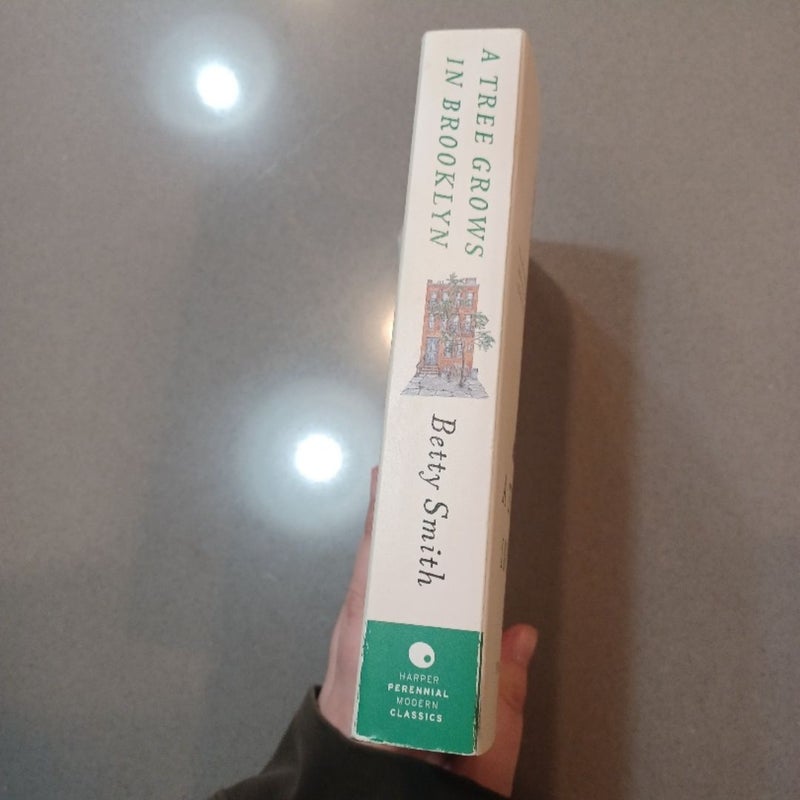 A TREE GROWS
IN BROOKLYN
Betty Smith
HARPER
PERENNIAL
MODERN
CLASSICS